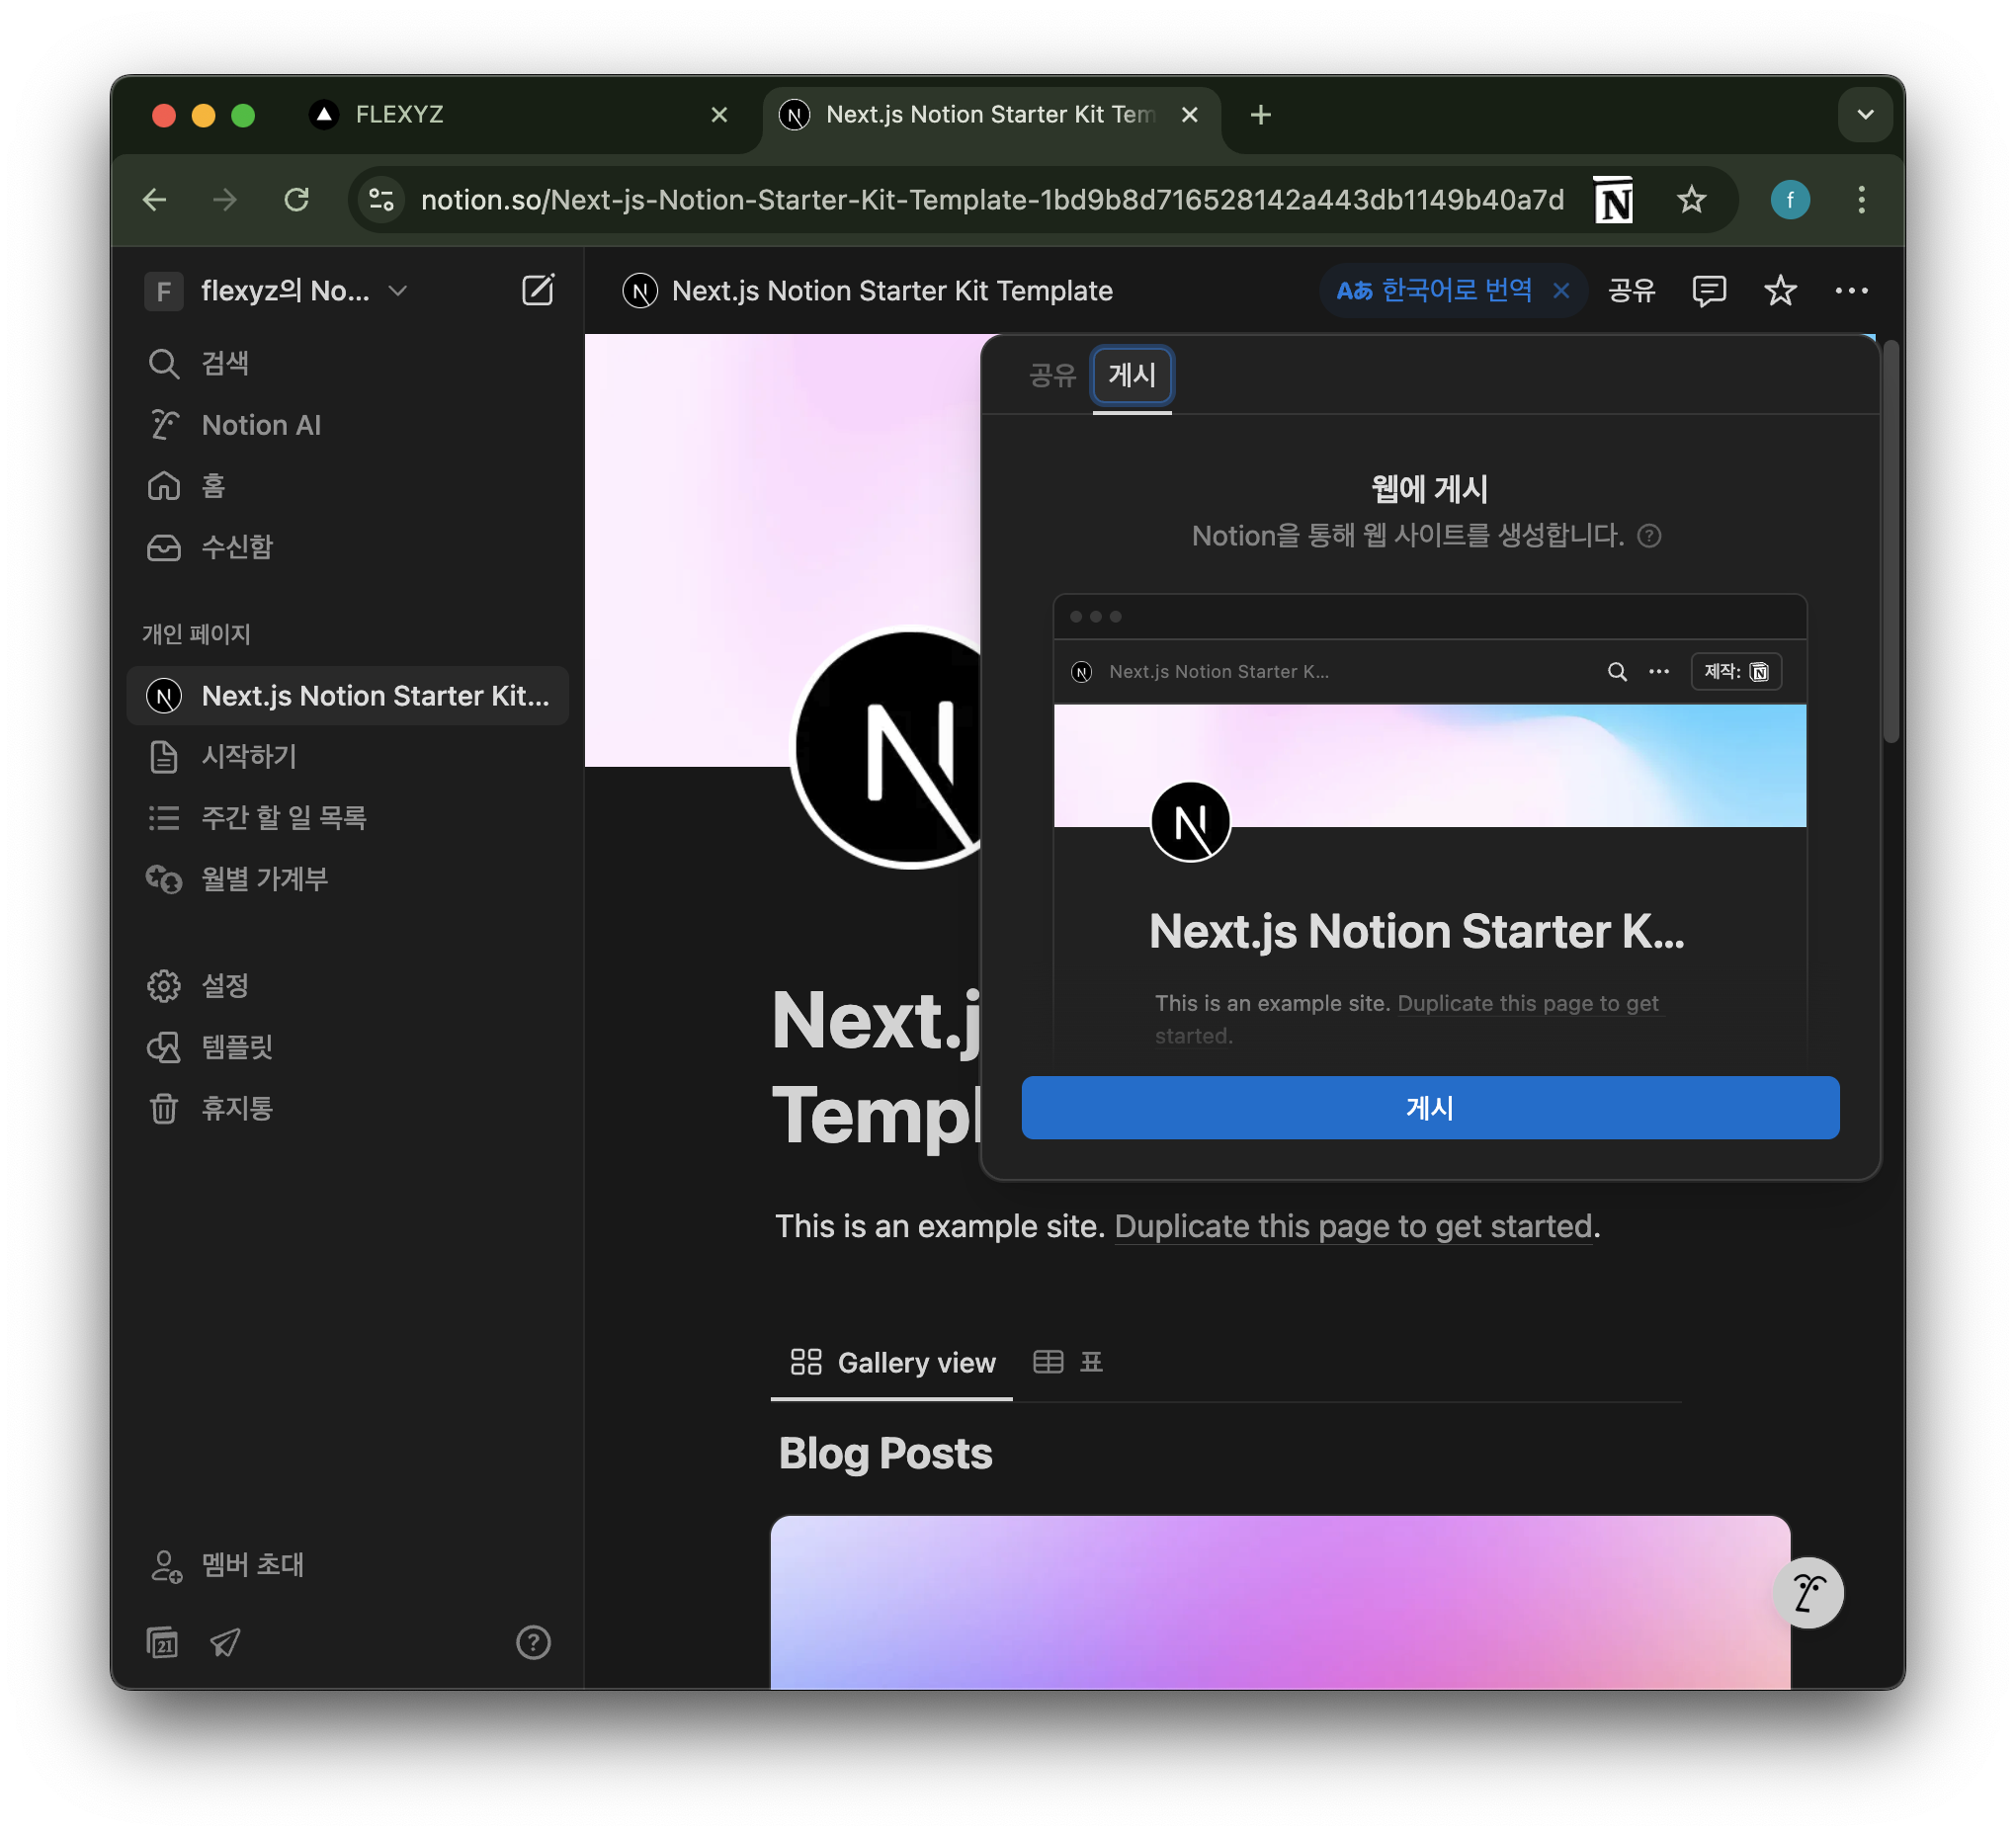 FLEXYZ
Next.js Notion Starter Kit Tem
notion.so/Next-js-Notion-Starter-Kit-Template-1bd9b8d716528142a443db1149b40a7d
f
F flexyz의 No...
검색
Notion AI
홈
수신함
개인 페이지
Next.js Notion Starter Kit...
시작하기
주간 할 일 목록
월별 가계부
설정
템플릿
휴지통
멤버 초대
21
?
Next.js Notion Starter Kit Template
Aあ 한국어로 번역
공유
공유 게시
웹에 게시
Notion을 통해 웹 사이트를 생성합니다. ?
Next.js Notion Starter K...
제작:
Next.js Notion Starter K...
This is an example site. Duplicate this page to get
started.
게시
Next.j
Templ
This is an example site. Duplicate this page to get started.
Gallery view 표
Blog Posts